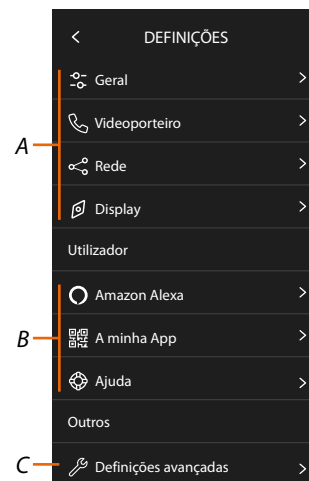 DEFINIÇÕES
Geral
Videoporteiro
A
Rede
Display
Utilizador
Amazon Alexa
B
A minha App
Ajuda
Outros
C
Definições avançadas